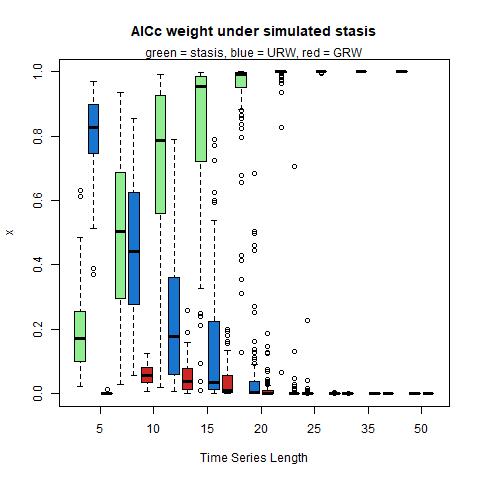 AICc weight under simulated stasis
green = stasis, blue = URW, red = GRW
1.0
0.8
0.6
0.4
0.2
0.0
x
5 10 15 20 25 35 50
Time Series Length